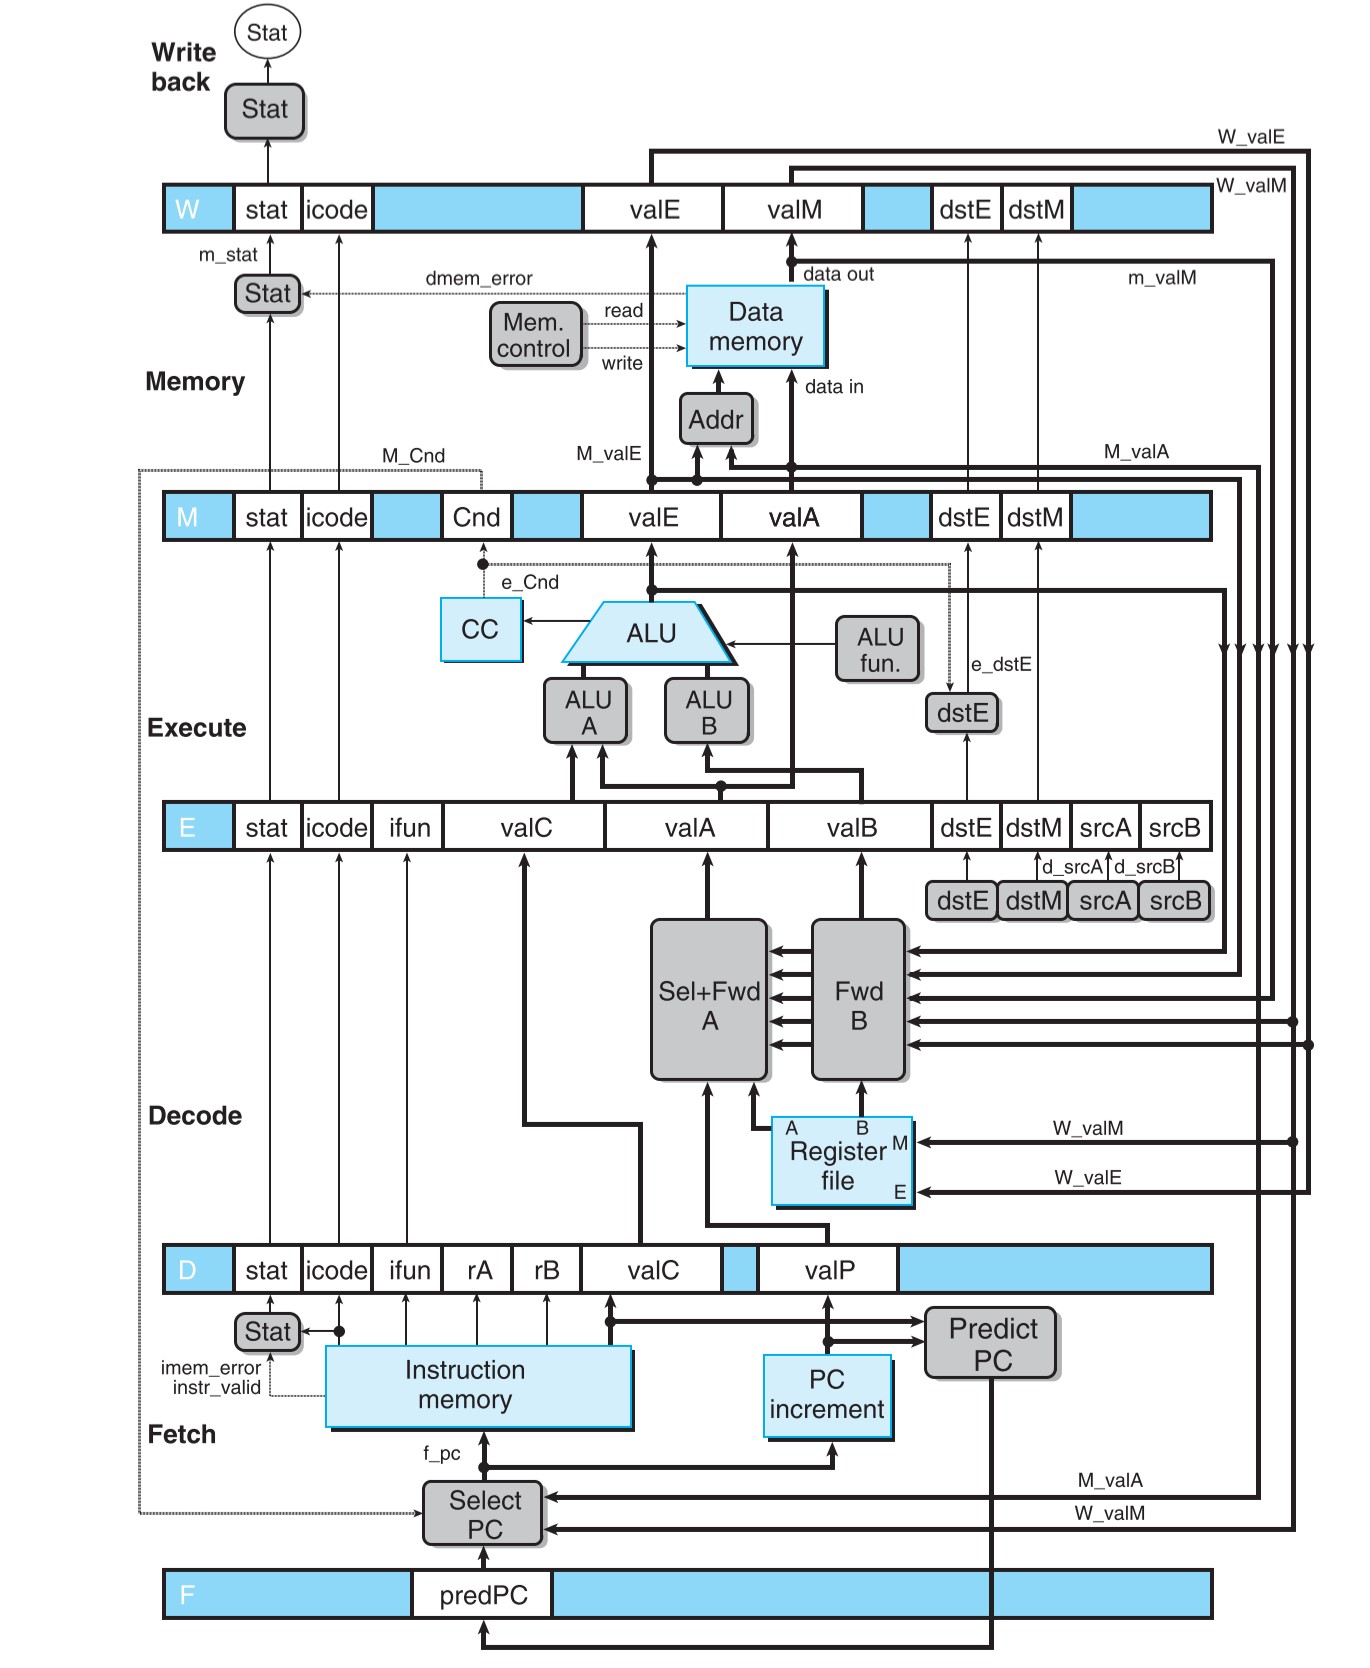 Stat
Write
back
Stat
W_valE
W_valM
W stat icode valE valM dstE dstM
m_stat
data out
m_valM
dmem_error
Stat
read
Mem.
control
write
Data
memory
Memory
data in
Addr
M_Cnd
M_valE
M_valA
M stat icode Cnd valE valA dstE dstM
e_Cnd
CC
ALU
ALU
fun.
e_dstE
ALU
A
ALU
B
dstE
Execute
E stat icode ifun valC valA valB dstE dstM srcA srcB
d_srcA d_srcB
dstE dstM srcA srcB
Sel+Fwd
A
Fwd
B
Decode
A B
M
Register
file
E
W_valM
W_valE
D stat icode ifun rA rB valC valP
Stat
Predict
PC
imem_error
instr_valid
Instruction
memory
PC
increment
Fetch
f_pc
M_valA
Select
PC
W_valM
F predPC